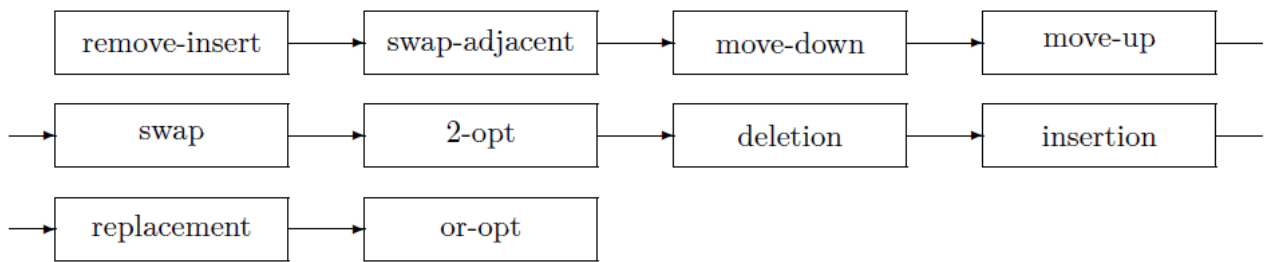 remove-insert swap-adjacent move-down move-up
swap 2-opt deletion insertion
replacement or-opt